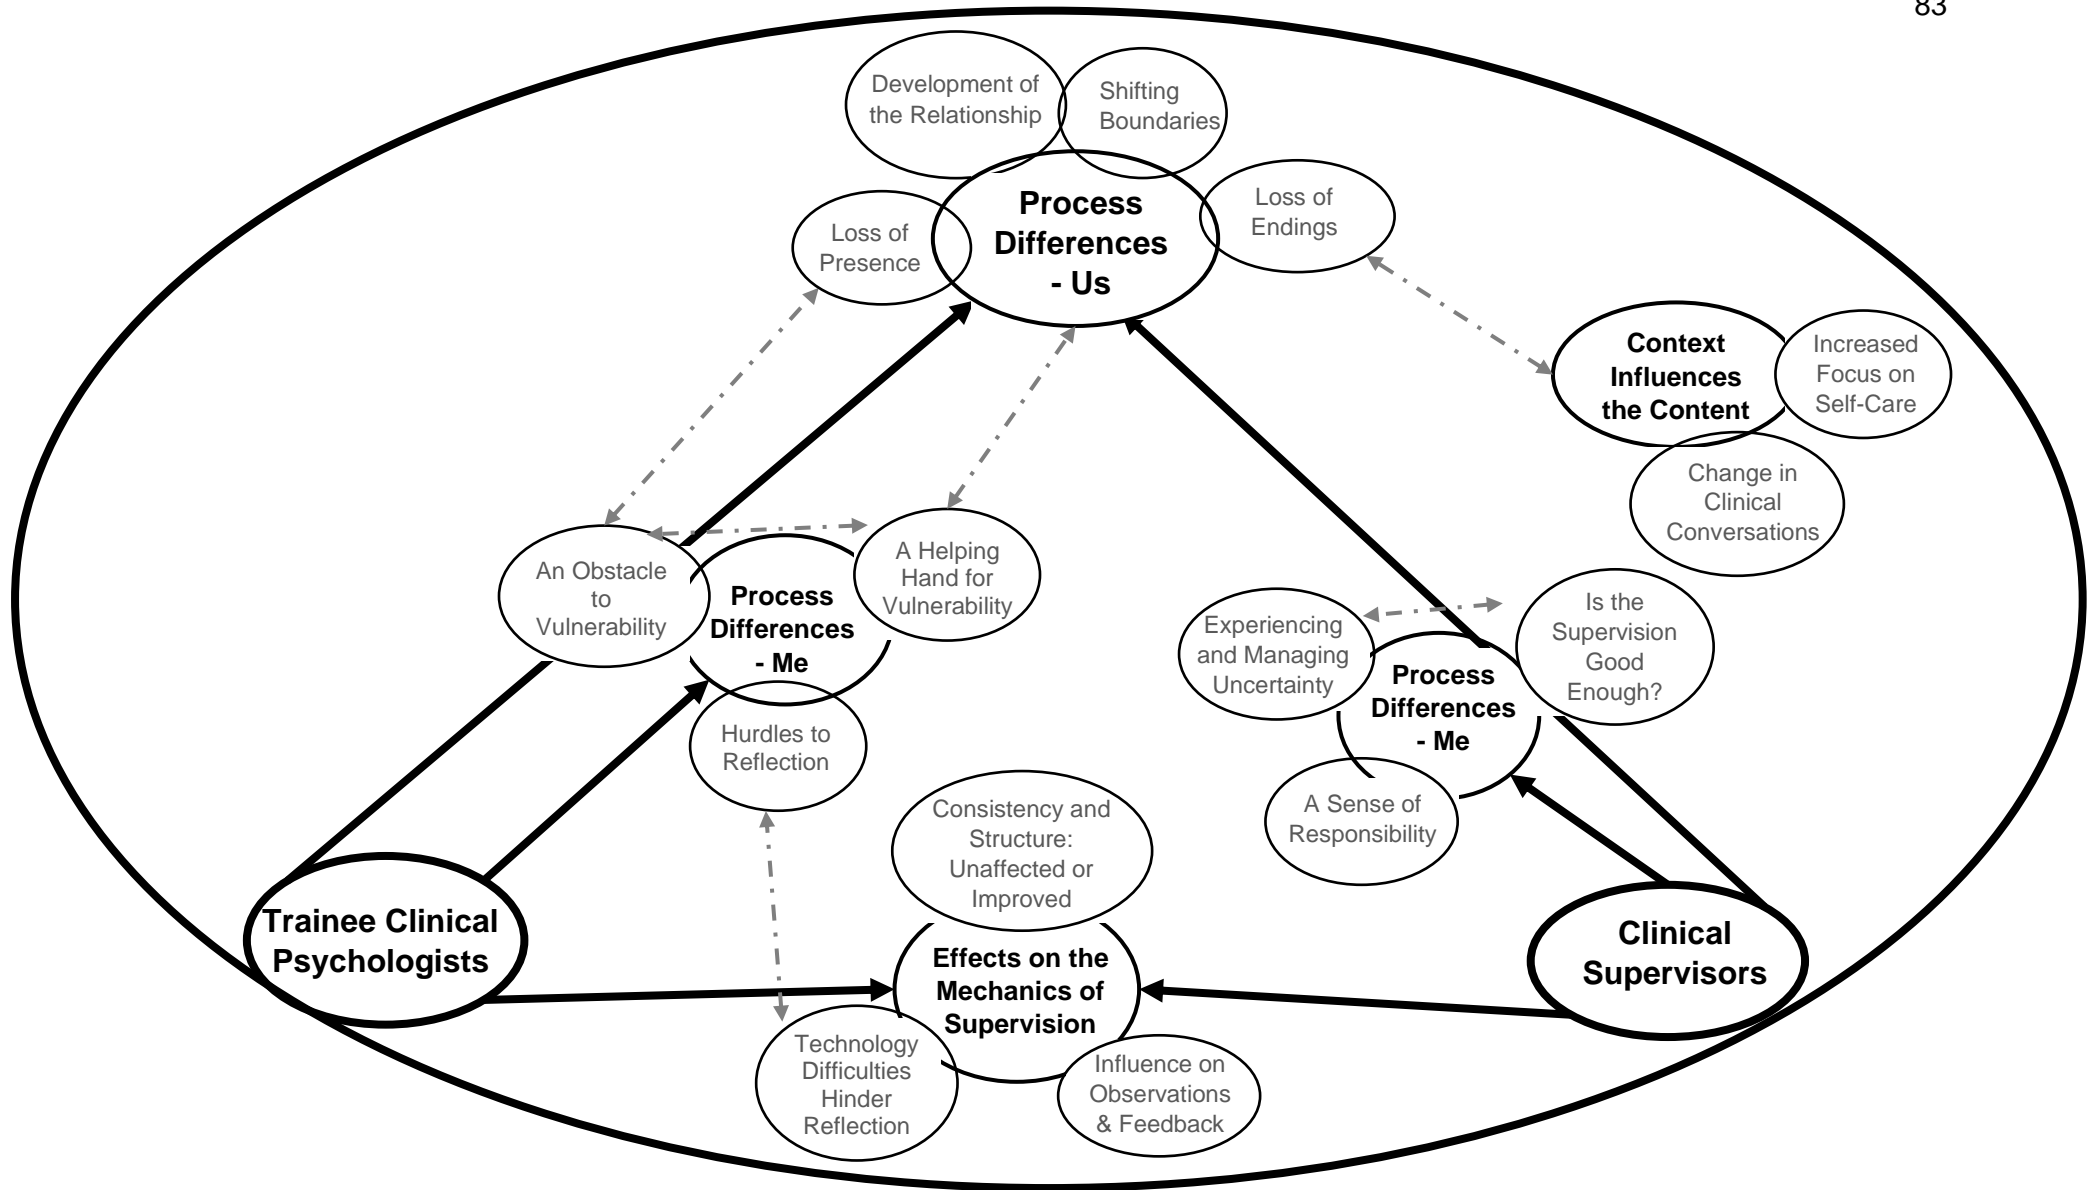 83
Development of
the Relationship
Shifting
Boundaries
Process
Differences
- Us
Loss of
Endings
Loss of
Presence
Context
Influences
the Content
Increased
Focus on
Self-Care
Change in
Clinical
Conversations
An Obstacle
to
Vulnerability
Process
Differences
- Me
A Helping
Hand for
Vulnerability
Hurdles to
Reflection
Experiencing
and Managing
Uncertainty
Process
Differences
- Me
Is the
Supervision
Good
Enough?
A Sense of
Responsibility
Consistency and
Structure:
Unaffected or
Improved
Trainee Clinical
Psychologists
Effects on the
Mechanics of
Supervision
Clinical
Supervisors
Technology
Difficulties
Hinder
Reflection
Influence on
Observations
& Feedback